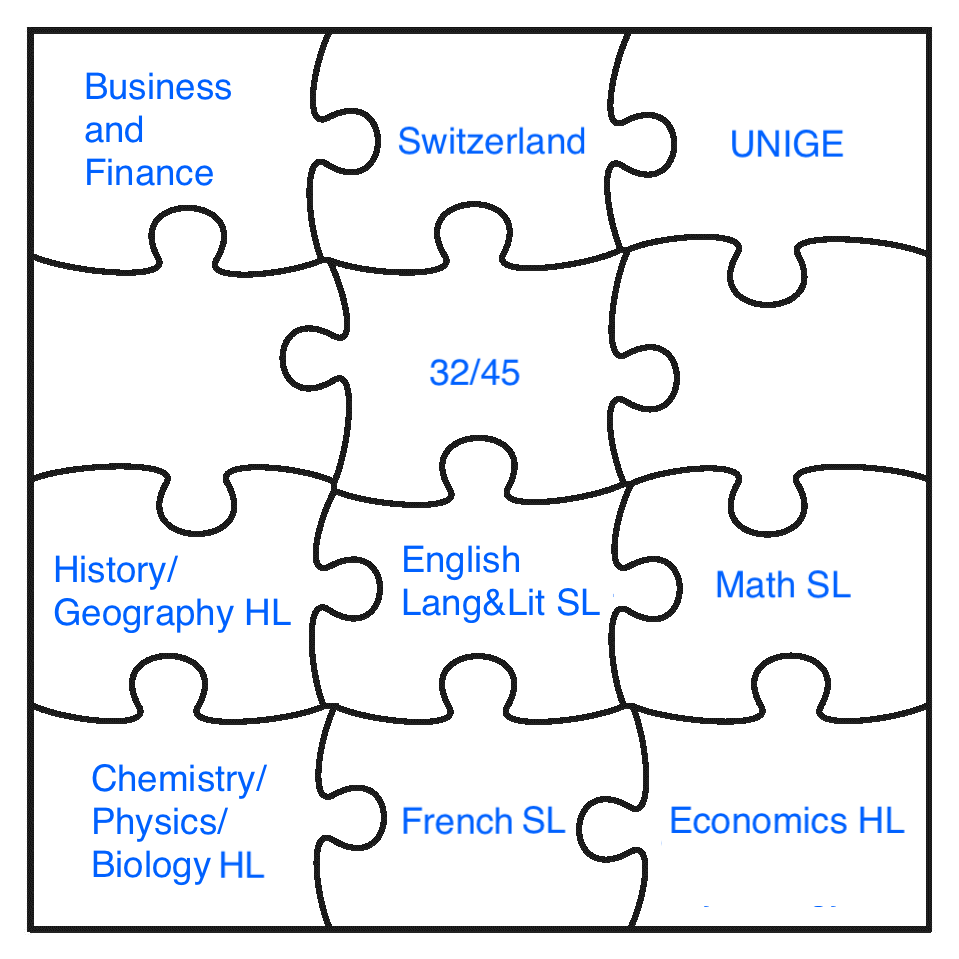 Business
and
Finance
Switzerland
UNIGE
32/45
History/
Geography HL
English
Lang&Lit SL
Math SL
Chemistry/
Physics/
Biology HL
French SL
Economics HL